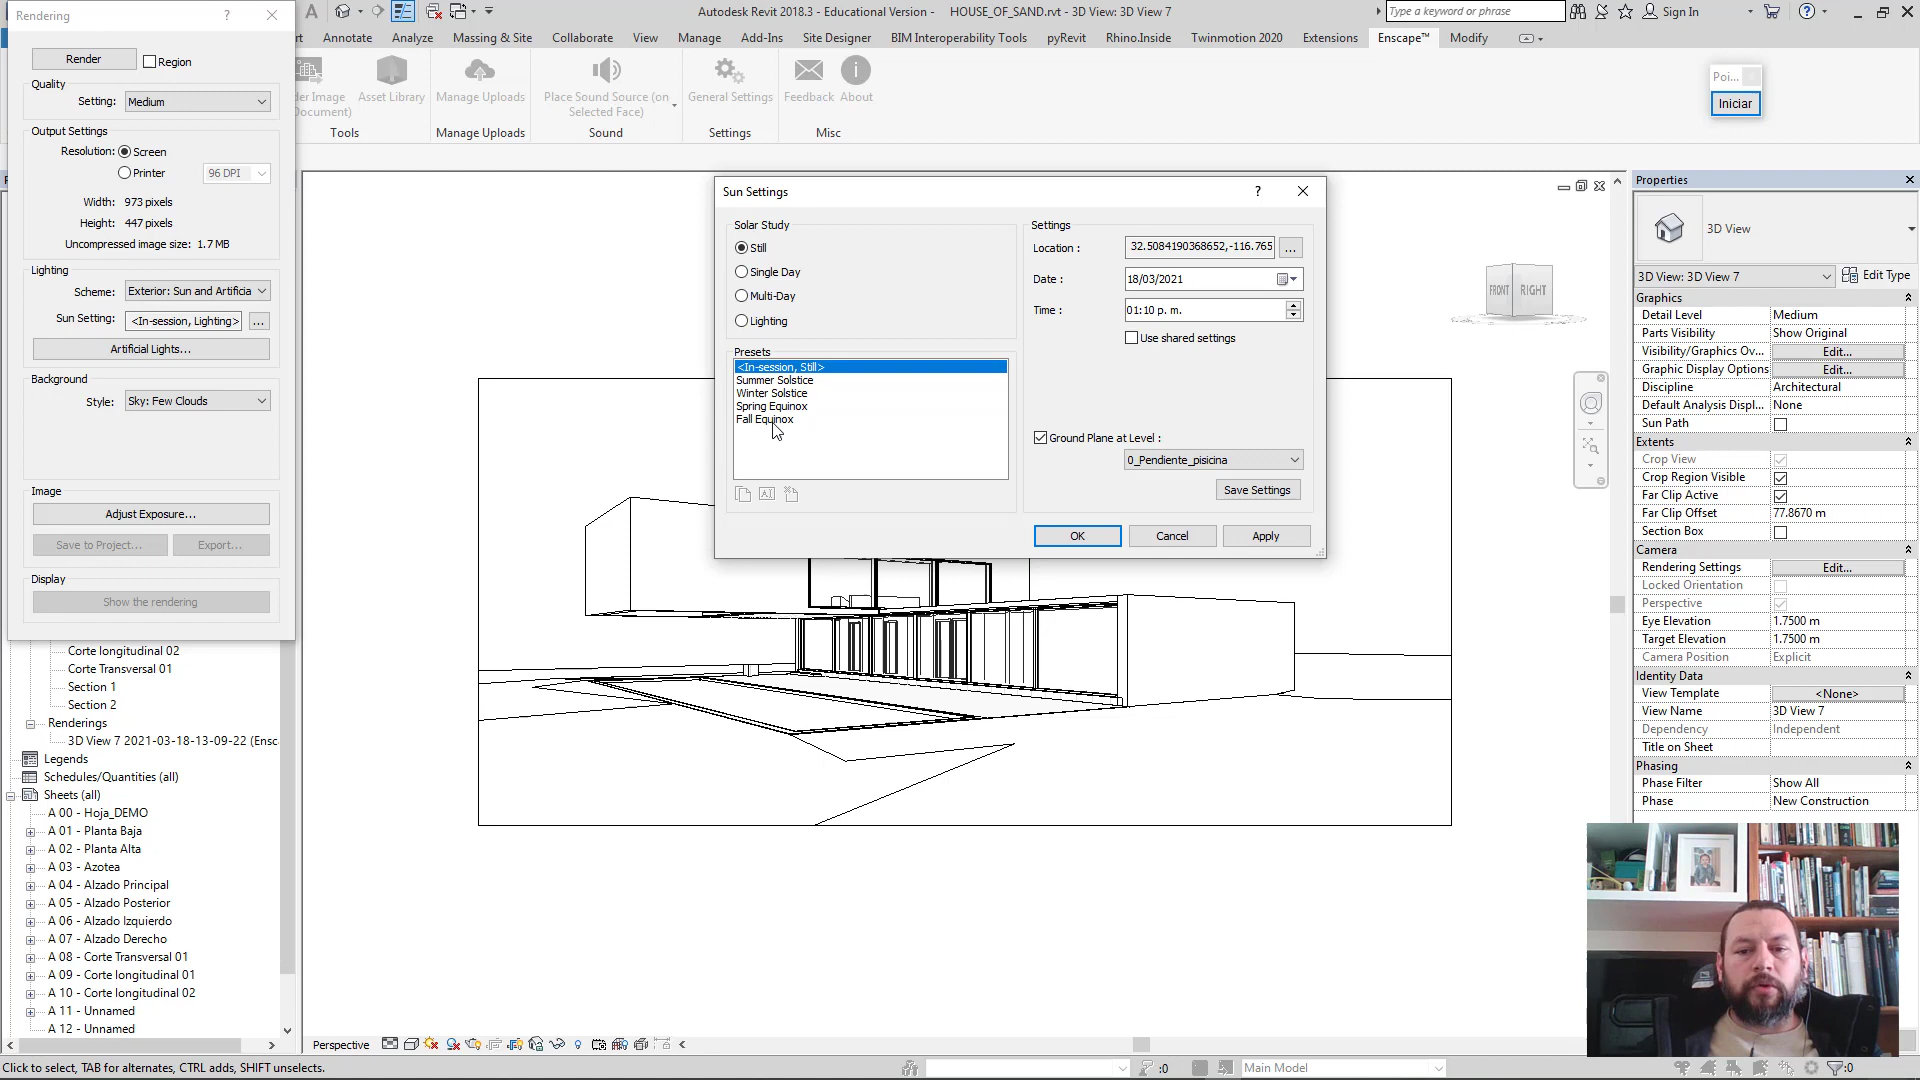 Rendering
?
Render
Region
Quality
Setting:
Medium
Output Settings
Resolution:
Screen
Printer
96 DPI
Width:
973 pixels
Height:
447 pixels
Uncompressed image size:
1.7 MB
Lighting
Scheme:
Exterior: Sun and Artificia
Sun Setting:
<In-session, Lighting>
...
Artificial Lights...
Background
Style:
Sky: Few Clouds
Image
Adjust Exposure...
Save to Project...
Export...
Display
Show the rendering
Autodesk Revit 2018.3 - Educational Version - HOUSE_OF_SAND.rvt - 3D View: 3D View 7
Type a keyword or phrase
Sign In
Annotate
Analyze
Massing & Site
Collaborate
View
Manage
Add-Ins
Site Designer
BIM Interoperability Tools
pyRevit
Rhino.Inside
Twinmotion 2020
Extensions
Enscape™
Modify
der Image
Document)
Asset Library
Manage Uploads
Place Sound Source (on
Selected Face)
General Settings
Feedback
About
Tools
Manage Uploads
Sound
Settings
Misc
Poi...
Iniciar
Sun Settings
?
Solar Study
Still
Single Day
Multi-Day
Lighting
Presets
<In-session, Still>
Summer Solstice
Winter Solstice
Spring Equinox
Fall Equinox
Settings
Location :
32.5084190368652,-116.765
...
Date :
18/03/2021
Time :
01:10 p. m.
Use shared settings
Ground Plane at Level :
0_Pendiente_pisicina
Save Settings
OK
Cancel
Apply
FRONT
RIGHT
Properties
3D View
3D View: 3D View 7
Edit Type
Graphics
Detail Level
Medium
Parts Visibility
Show Original
Visibility/Graphics Ov...
Edit...
Graphic Display Options
Edit...
Discipline
Architectural
Default Analysis Displ...
None
Sun Path
Extents
Crop View
Crop Region Visible
Far Clip Active
Far Clip Offset
77.8670 m
Section Box
Camera
Rendering Settings
Edit...
Locked Orientation
Perspective
Eye Elevation
1.7500 m
Target Elevation
1.7500 m
Camera Position
Explicit
Identity Data
View Template
<None>
View Name
3D View 7
Dependency
Independent
Title on Sheet
Phasing
Phase Filter
Show All
Phase
New Construction
Corte longitudinal 02
Corte Transversal 01
Section 1
Section 2
Renderings
3D View 7 2021-03-18-13-09-22 (Ensca
Legends
Schedules/Quantities (all)
Sheets (all)
A 00 - Hoja_DEMO
A 01 - Planta Baja
A 02 - Planta Alta
A 03 - Azotea
A 04 - Alzado Principal
A 05 - Alzado Posterior
A 06 - Alzado Izquierdo
A 07 - Alzado Derecho
A 08 - Corte Transversal 01
A 09 - Corte longitudinal 01
A 10 - Corte longitudinal 02
A 11 - Unnamed
A 12 - Unnamed
Perspective
Click to select, TAB for alternates, CTRL adds, SHIFT unselects.
:0
Main Model
:0